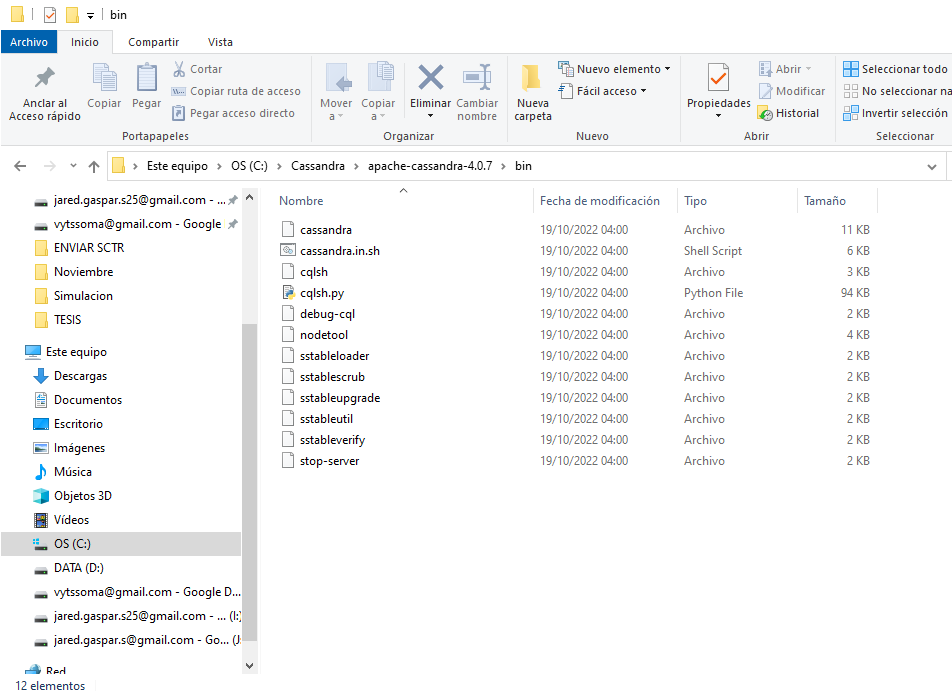 bin
Archivo Inicio Compartir Vista
Anclar al
Acceso rápido
Copiar
Pegar
Cortar
Copiar ruta de acceso
Pegar acceso directo
Portapapeles
Mover
a
Copiar
a
Eliminar
Cambiar
nombre
Organizar
Nueva
carpeta
Nuevo elemento
Fácil acceso
Nuevo
Propiedades
Abrir
Modificar
Historial
Abrir
Seleccionar todo
No seleccionar na
Invertir selección
Seleccionar
Este equipo OS (C:) Cassandra apache-cassandra-4.0.7 bin
jared.gaspar.s25@gmail.com - ...
vytssoma@gmail.com - Google
ENVIAR SCTR
Noviembre
Simulacion
TESIS
Este equipo
Descargas
Documentos
Escritorio
Imágenes
Música
Objetos 3D
Vídeos
OS (C:)
DATA (D:)
vytssoma@gmail.com - Google D...
jared.gaspar.s25@gmail.com - ... (I:)
jared.gaspar.s@gmail.com - Go... (J:
Red
Nombre Fecha de modificación Tipo Tamaño
cassandra 19/10/2022 04:00 Archivo 11 KB
cassandra.in.sh 19/10/2022 04:00 Shell Script 6 KB
cqlsh 19/10/2022 04:00 Archivo 3 KB
cqlsh.py 19/10/2022 04:00 Python File 94 KB
debug-cql 19/10/2022 04:00 Archivo 2 KB
nodetool 19/10/2022 04:00 Archivo 4 KB
sstableloader 19/10/2022 04:00 Archivo 2 KB
sstablescrub 19/10/2022 04:00 Archivo 2 KB
sstableupgrade 19/10/2022 04:00 Archivo 2 KB
sstableutil 19/10/2022 04:00 Archivo 2 KB
sstableverify 19/10/2022 04:00 Archivo 2 KB
stop-server 19/10/2022 04:00 Archivo 2 KB
12 elementos